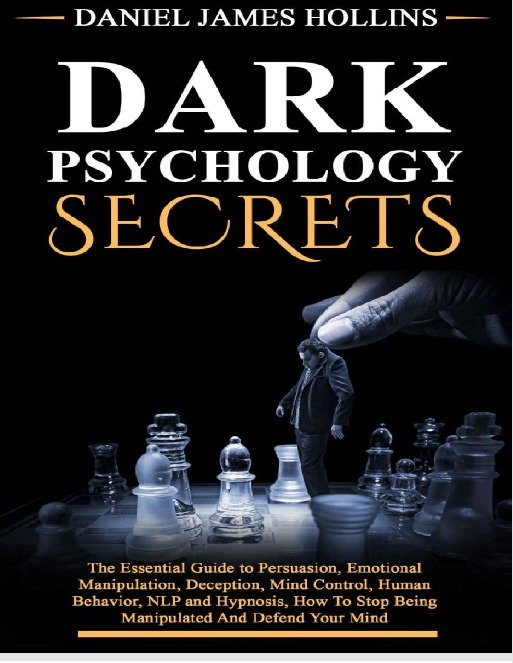 DANIEL JAMES HOLLINS
DARK
PSYCHOLOGY
SECRETS
The Essential Guide to Persuasion, Emotional
Manipulation, Deception, Mind Control, Human
Behavior, NLP and Hypnosis, How To Stop Being
Manipulated And Defend Your Mind